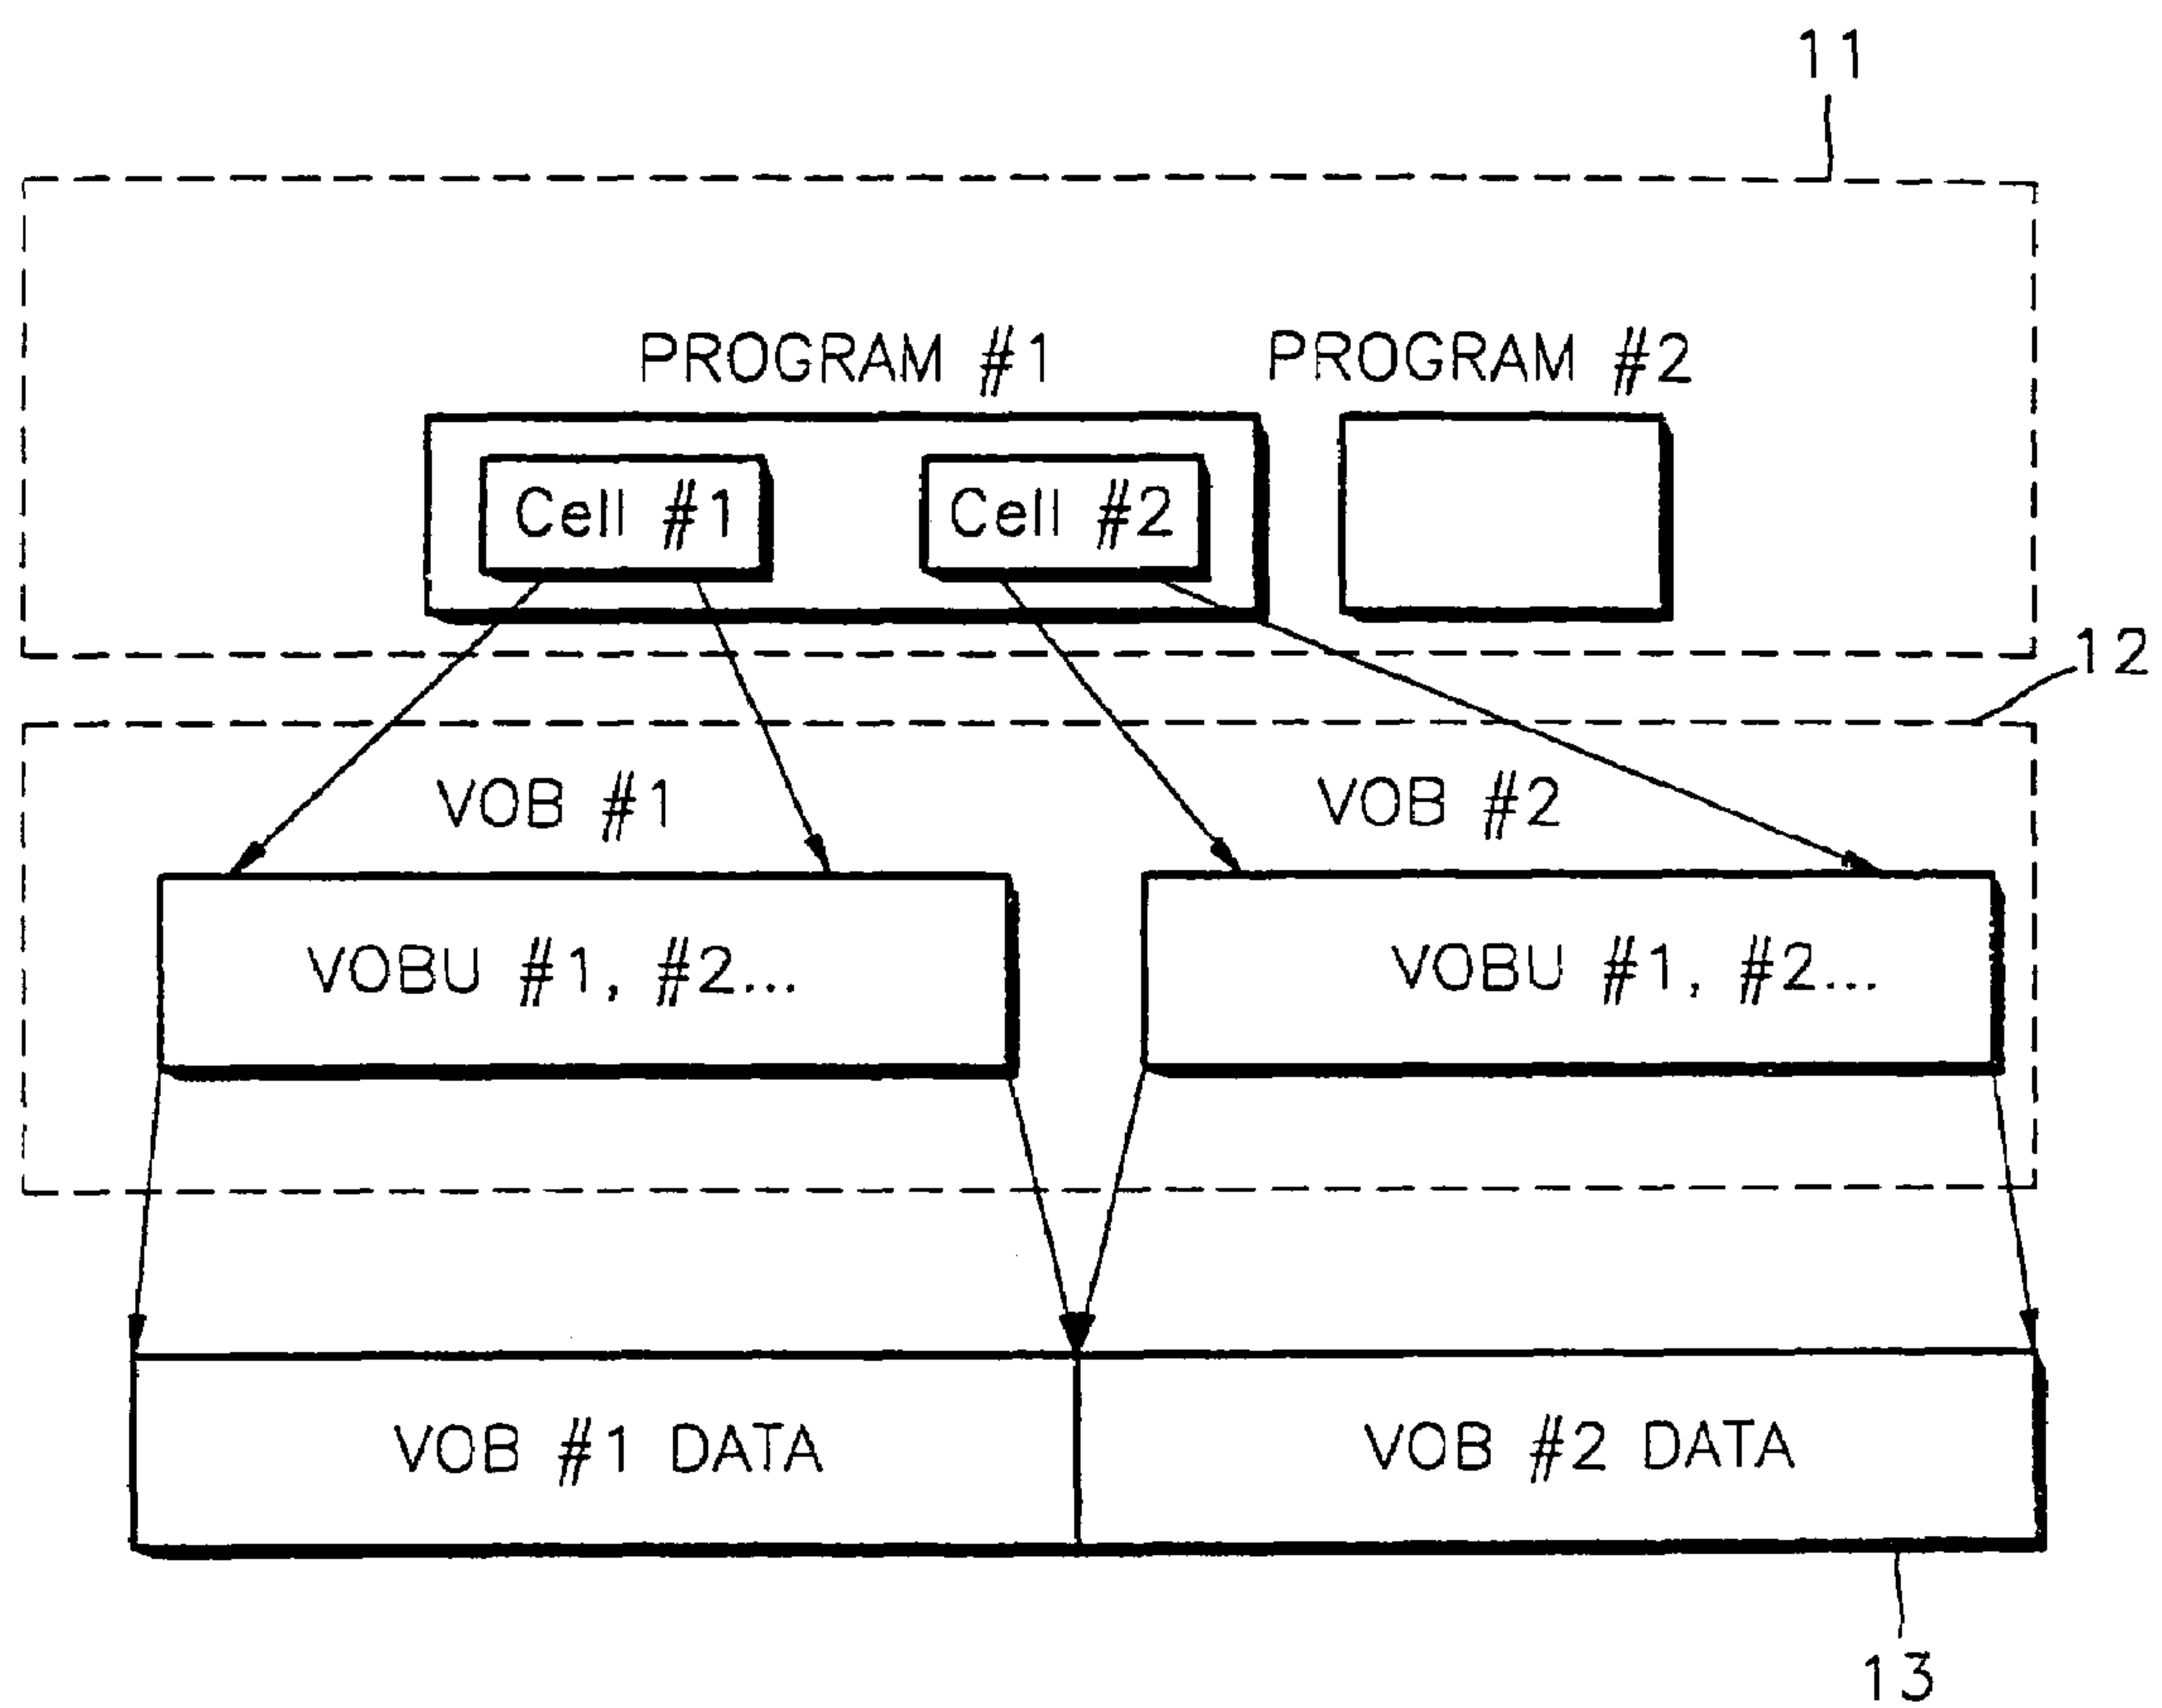 11
PROGRAM #1 PROGRAM #2
Cell #1 Cell #2
12
VOB #1 VOB #2
VOBU #1, #2... VOBU #1, #2...
VOB #1 DATA VOB #2 DATA
13